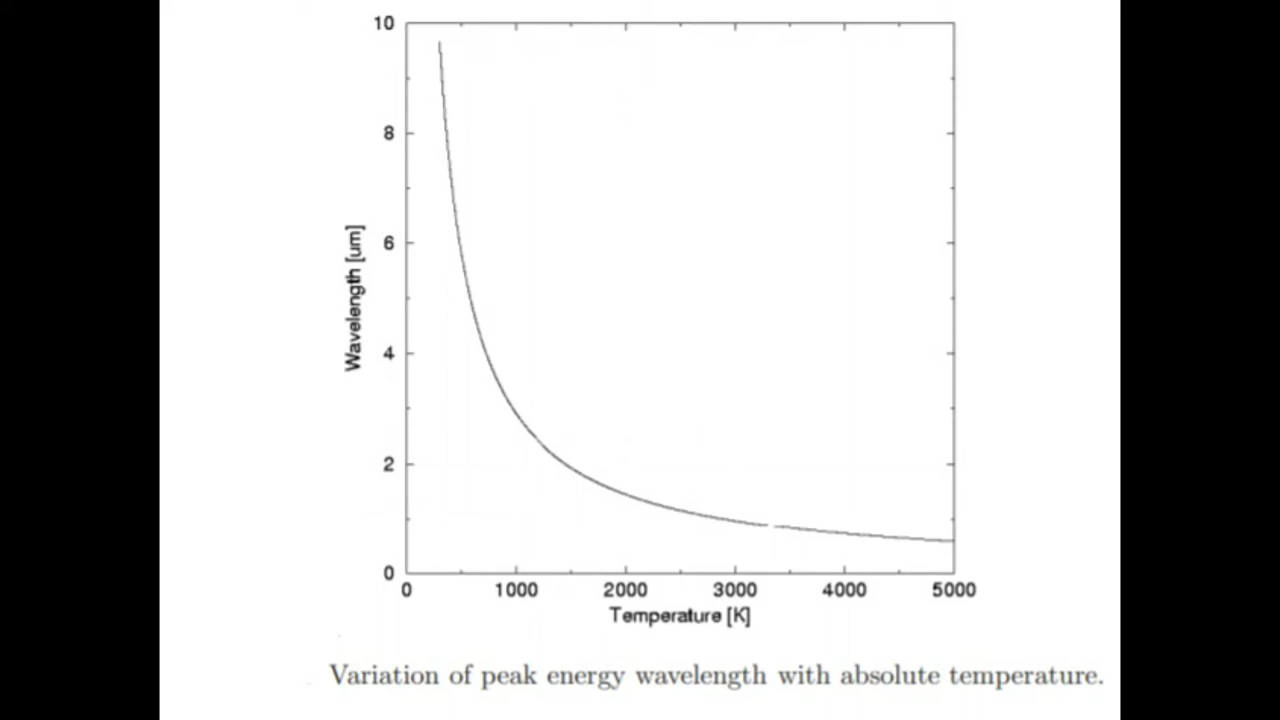 10
8
6
4
2
0
Wavelength [um]
0 1000 2000 3000 4000 5000
Temperature [K]
Variation of peak energy wavelength with absolute temperature.